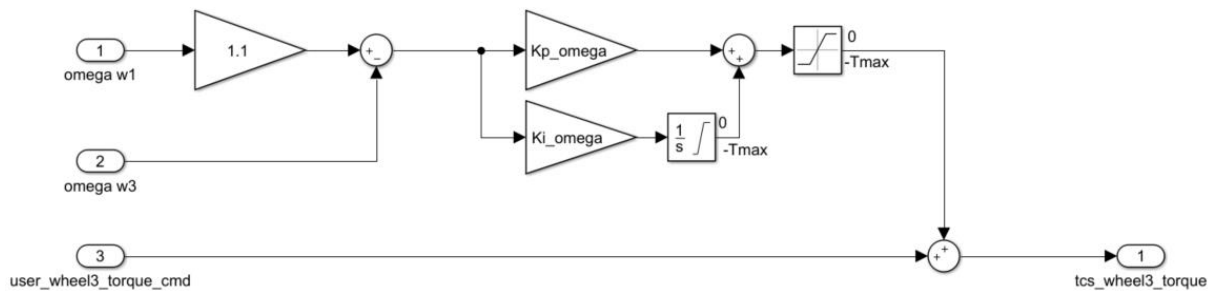 1
omega w1
1.1
+
−
Kp_omega
+
+
0
-Tmax
Ki_omega
1
s
0
-Tmax
2
omega w3
3
user_wheel3_torque_cmd
+
+
1
tcs_wheel3_torque